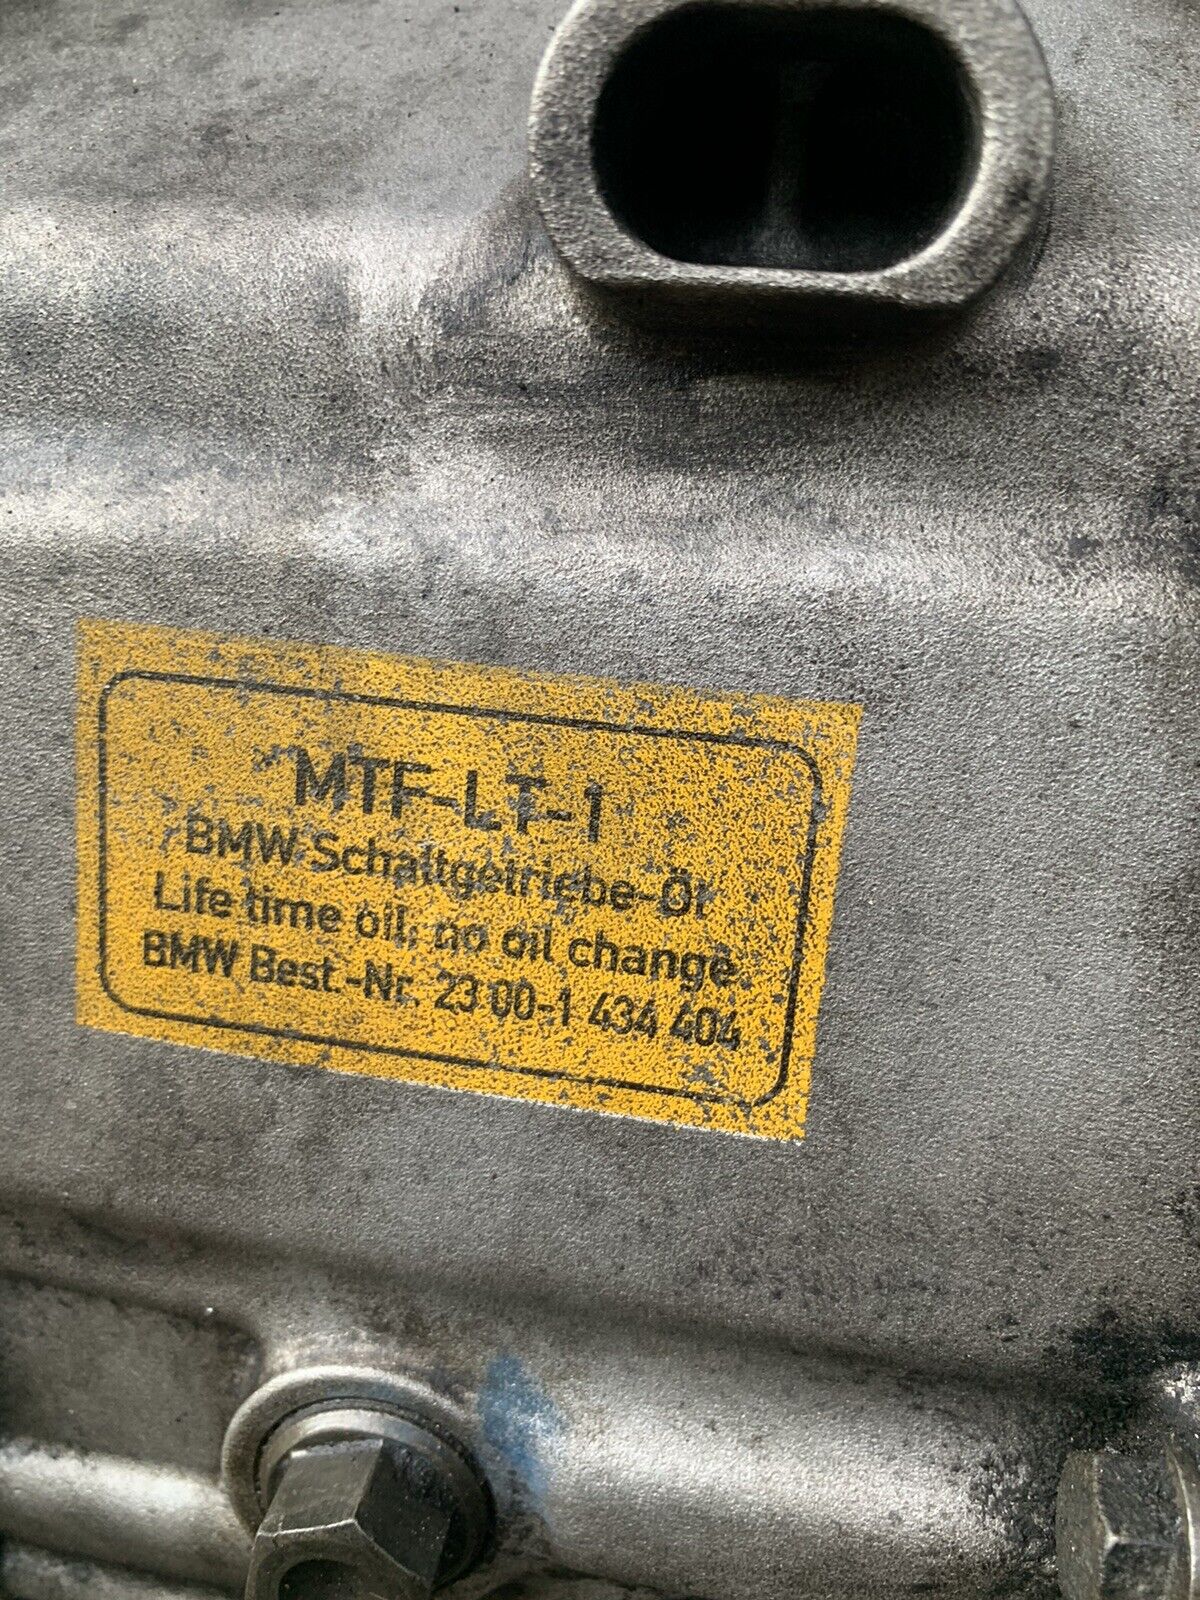 MTF-LT-1
BMW Schaltgetriebe-Öl
Life time oil, no oil change
BMW Best.-Nr. 23 00-1 434 404